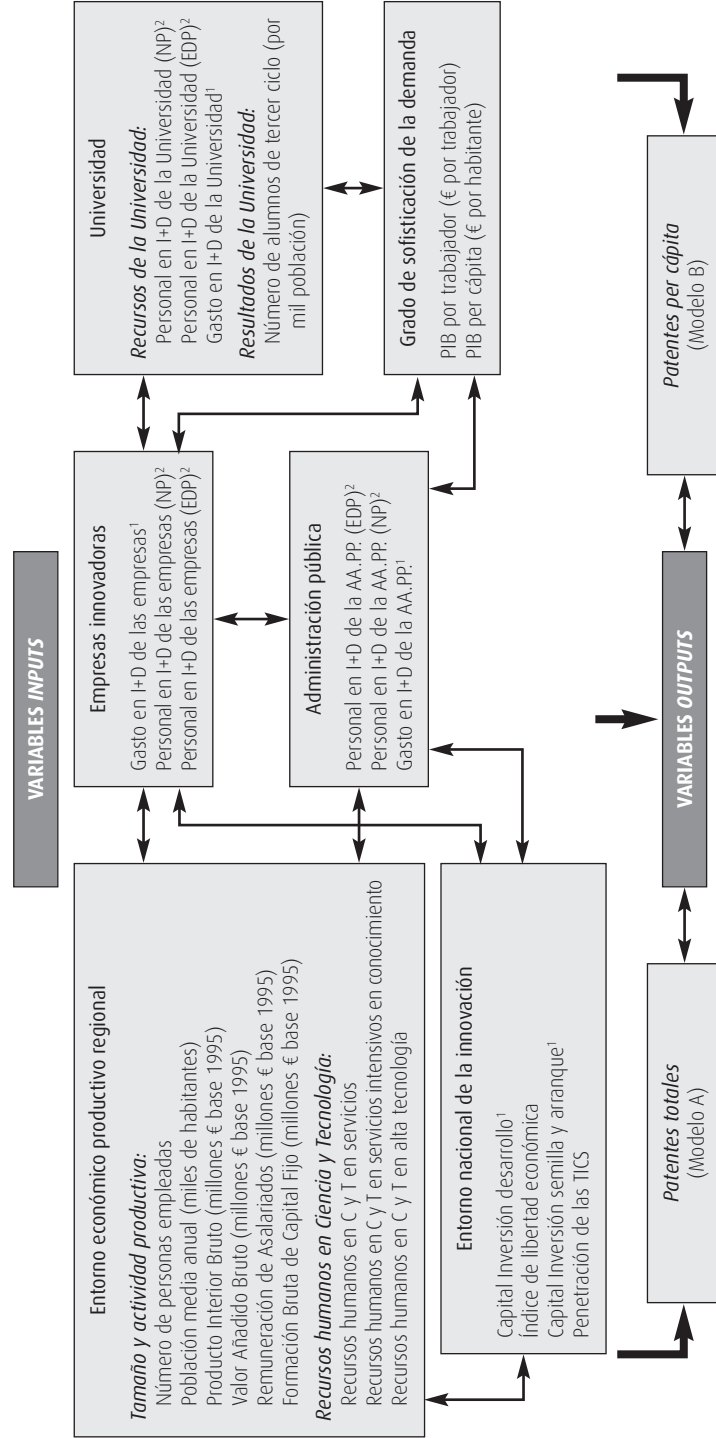 VARIABLES INPUTS
Entorno económico productivo regional
Tamaño y actividad productiva:
Número de personas empleadas
Población media anual (miles de habitantes)
Producto Interior Bruto (millones € base 1995)
Valor Añadido Bruto (millones € base 1995)
Remuneración de Asalariados (millones € base 1995)
Formación Bruta de Capital Fijo (millones € base 1995)
Recursos humanos en Ciencia y Tecnología:
Recursos humanos en C y T en servicios
Recursos humanos en C y T en servicios intensivos en conocimiento
Recursos humanos en C y T en alta tecnología
Empresas innovadoras
Gasto en I+D de las empresas¹
Personal en I+D de las empresas (NP)²
Personal en I+D de las empresas (EDP)²
Universidad
Recursos de la Universidad:
Personal en I+D de la Universidad (NP)²
Personal en I+D de la Universidad (EDP)²
Gasto en I+D de la Universidad¹
Resultados de la Universidad:
Número de alumnos de tercer ciclo (por
mil población)
Entorno nacional de la innovación
Capital Inversión desarrollo¹
Índice de libertad económica
Capital Inversión semilla y arranque¹
Penetración de las TICS
Administración pública
Personal en I+D de la AA.PP. (EDP)²
Personal en I+D de la AA.PP. (NP)²
Gasto en I+D de la AA.PP.¹
Grado de sofisticación de la demanda
PIB por trabajador (€ por trabajador)
PIB per cápita (€ por habitante)
Patentes totales
(Modelo A)
VARIABLES OUTPUTS
Patentes per cápita
(Modelo B)